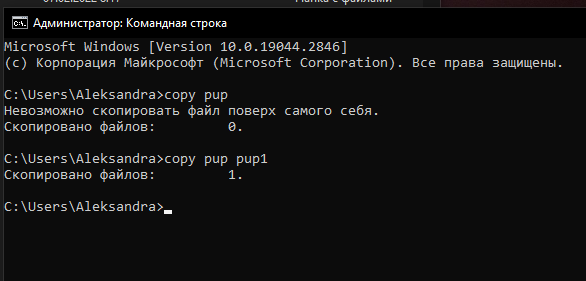 Папка с файлами
Администратор: Командная строка
Microsoft Windows [Version 10.0.19044.2846]
(c) Корпорация Майкрософт (Microsoft Corporation). Все права защищены.
C:\Users\Aleksandra>copy pup
Невозможно скопировать файл поверх самого себя.
Скопировано файлов: 0.
C:\Users\Aleksandra>copy pup pup1
Скопировано файлов: 1.
C:\Users\Aleksandra>